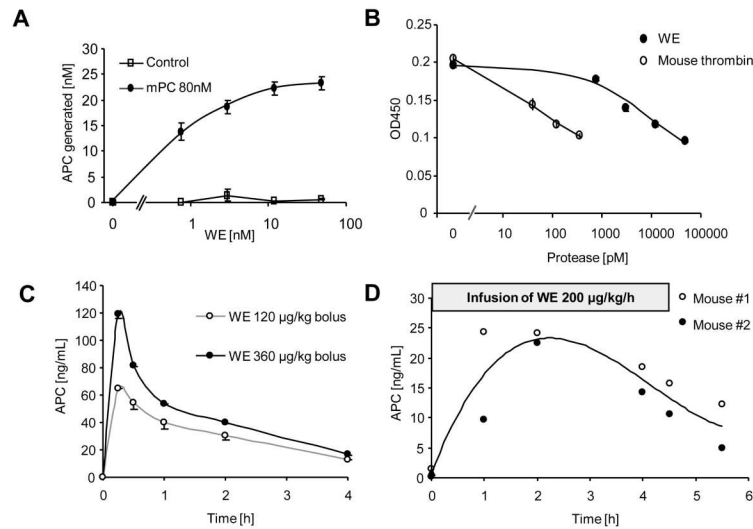 A
APC generated [nM]
30
25
20
15
10
5
0
Control
mPC 80nM
0
1
10
100
WE [nM]
B
OD450
0.25
0.2
0.15
0.1
0.05
0
WE
Mouse thrombin
0
10
100
1000
10000
100000
Protease [pM]
C
APC [ng/mL]
140
120
100
80
60
40
20
0
WE 120 µg/kg bolus
WE 360 µg/kg bolus
0
1
2
3
4
Time [h]
D
APC [ng/mL]
30
25
20
15
10
5
0
Infusion of WE 200 µg/kg/h
Mouse #1
Mouse #2
0
1
2
3
4
5
6
Time [h]